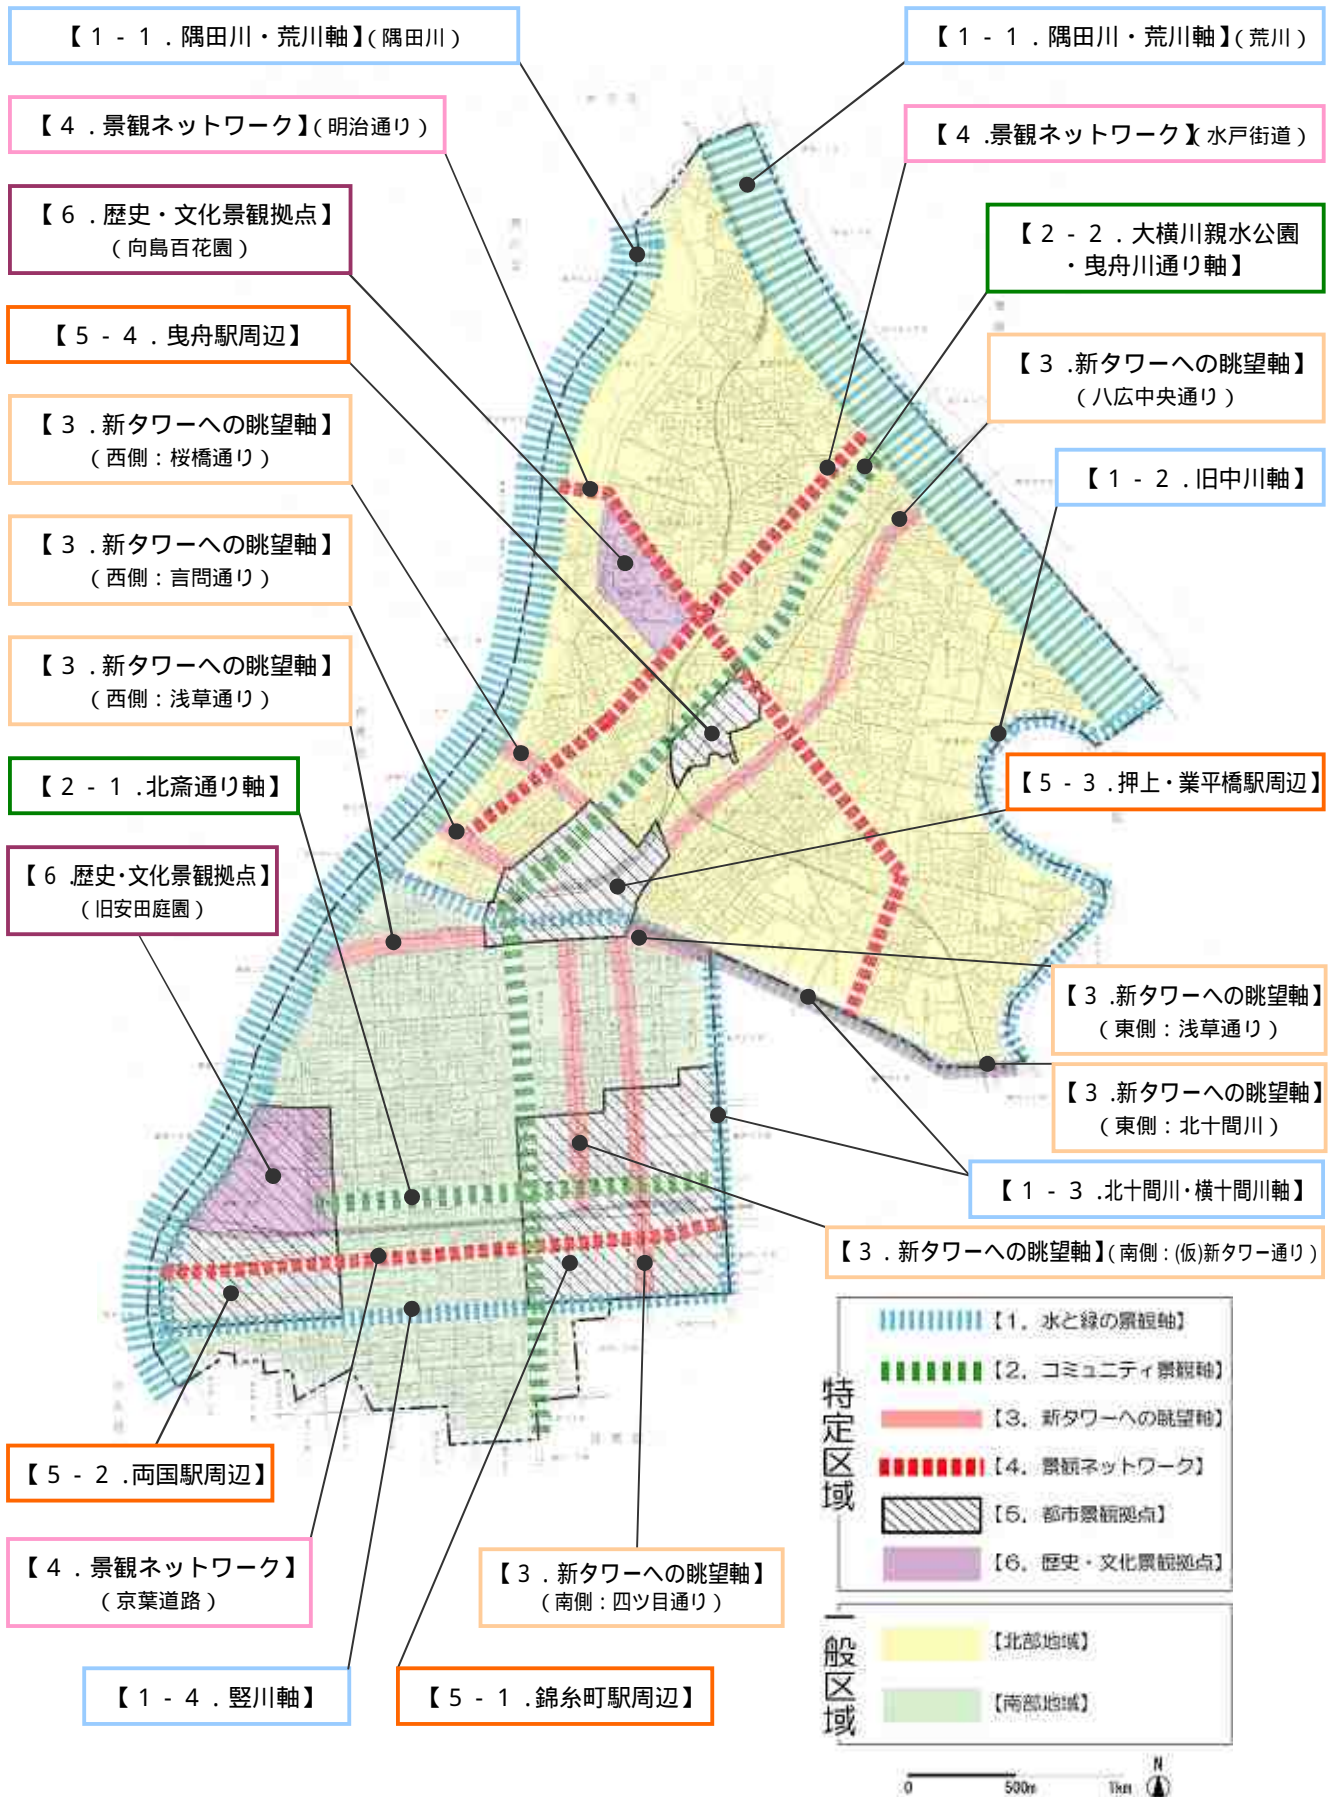 【１-１．隅田川・荒川軸】（隅田川）
【１-１．隅田川・荒川軸】（荒川）
【４．景観ネットワーク】（明治通り）
【４．景観ネットワーク】（水戸街道）
【６．歴史・文化景観拠点】
（向島百花園）
【２-２．大横川親水公園
・曳舟川通り軸】
【５-４．曳舟駅周辺】
【３．新タワーへの眺望軸】
（八広中央通り）
【３．新タワーへの眺望軸】
（西側：桜橋通り）
【１-２．旧中川軸】
【３．新タワーへの眺望軸】
（西側：言問通り）
【３．新タワーへの眺望軸】
（西側：浅草通り）
【２-１．北斎通り軸】
【５-３．押上・業平橋駅周辺】
【６．歴史・文化景観拠点】
（旧安田庭園）
【３．新タワーへの眺望軸】
（東側：浅草通り）
【３．新タワーへの眺望軸】
（東側：北十間川）
【１-３．北十間川・横十間川軸】
【３．新タワーへの眺望軸】（南側：(仮)新タワー通り）
【５-２．両国駅周辺】
【４．景観ネットワーク】
（京葉道路）
【３．新タワーへの眺望軸】
（南側：四ツ目通り）
【１-４．竪川軸】
【５-１．錦糸町駅周辺】
特定区域
【1．水と緑の景観軸】
【2．コミュニティ景観軸】
【3．新タワーへの眺望軸】
【4．景観ネットワーク】
【5．都市景観拠点】
【6．歴史・文化景観拠点】
一般区域
【北部地域】
【南部地域】
N
0 500m 1km